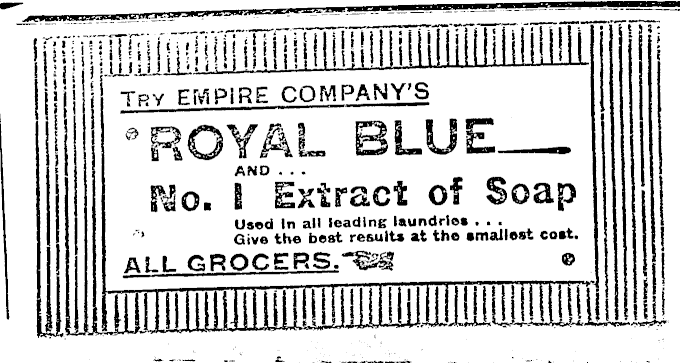 TRY EMPIRE COMPANY'S
ROYAL BLUE
AND ...
No. 1 Extract of Soap
Used in all leading laundries ...
Give the best results at the smallest cost.
ALL GROCERS.